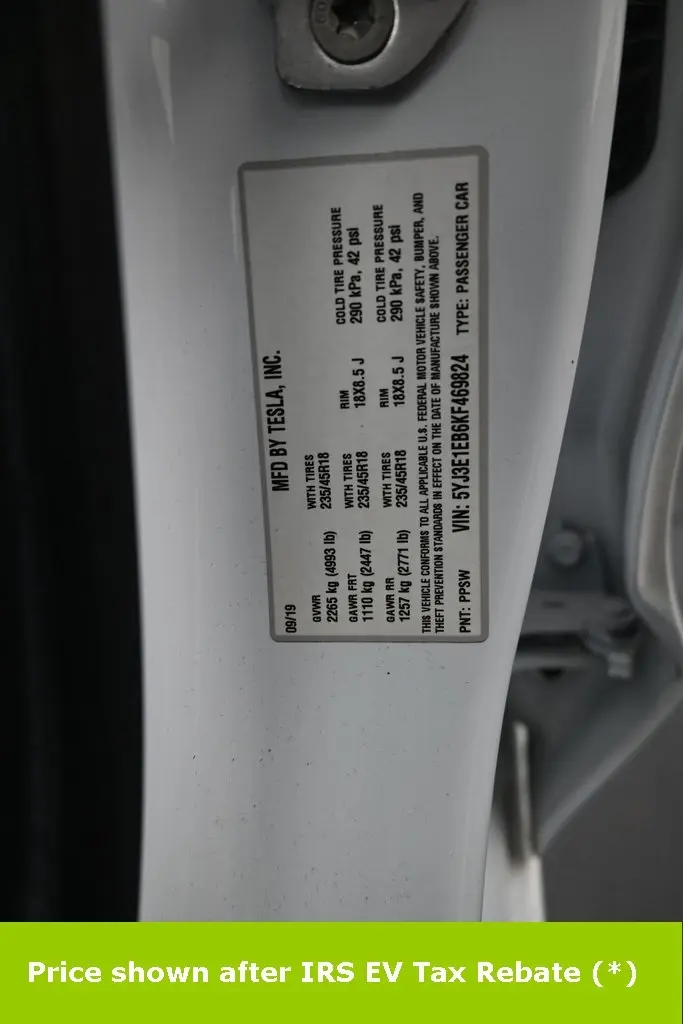 MFD BY TESLA, INC.
09/19
GVWR
2265 kg (4993 lb)
WITH TIRES
235/45R18
GAWR FRT
1110 kg (2447 lb)
WITH TIRES
235/45R18
RIM
18X8.5 J
COLD TIRE PRESSURE
290 kPa, 42 psi
GAWR RR
1257 kg (2771 lb)
WITH TIRES
235/45R18
RIM
18X8.5 J
COLD TIRE PRESSURE
290 kPa, 42 psi
THIS VEHICLE CONFORMS TO ALL APPLICABLE U.S. FEDERAL MOTOR VEHICLE SAFETY, BUMPER, AND
THEFT PREVENTION STANDARDS IN EFFECT ON THE DATE OF MANUFACTURE SHOWN ABOVE.
PNT: PPSW VIN: 5YJ3E1EB6KF469824 TYPE: PASSENGER CAR
Price shown after IRS EV Tax Rebate (*)